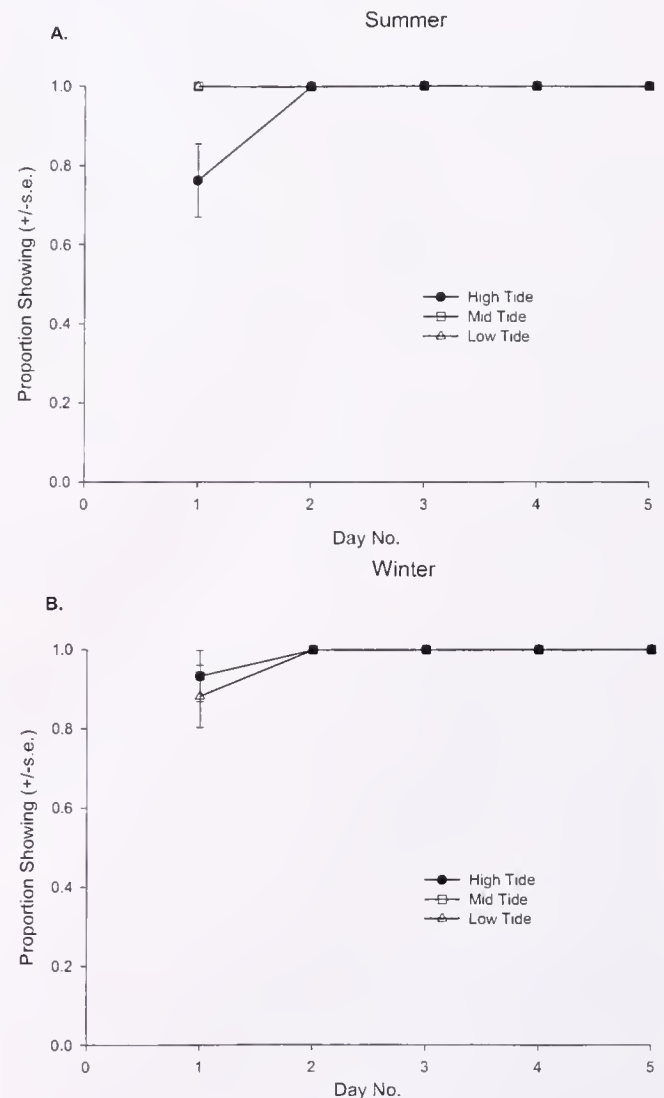 A.
Summer
1.0
0.8
0.6
0.4
0.2
0.0
Proportion Showing (+/-s.e.)
High Tide
Mid Tide
Low Tide
0 1 2 3 4 5
Day No.
B.
Winter
1.0
0.8
0.6
0.4
0.2
0.0
Proportion Showing (+/-s.e.)
High Tide
Mid Tide
Low Tide
0 1 2 3 4 5
Day No.